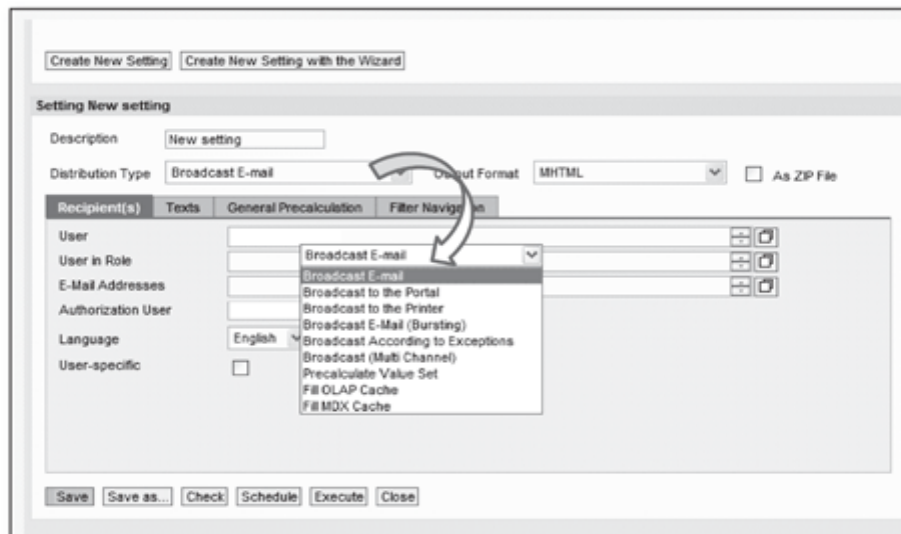 Create New Setting Create New Setting with the Wizard
Setting New setting
Description New setting
Distribution Type Broadcast E-mail Output Format MHTML As ZIP File
Recipient(s) Texts General Precalculation Filter Navigation
User
User in Role
E-Mail Addresses
Authorization User
Language English
User-specific
Broadcast E-mail
Broadcast E-mail
Broadcast to the Portal
Broadcast to the Printer
Broadcast E-Mail (Bursting)
Broadcast According to Exceptions
Broadcast (Multi Channel)
Precalculate Value Set
Fill OLAP Cache
Fill MDX Cache
Save Save as... Check Schedule Execute Close